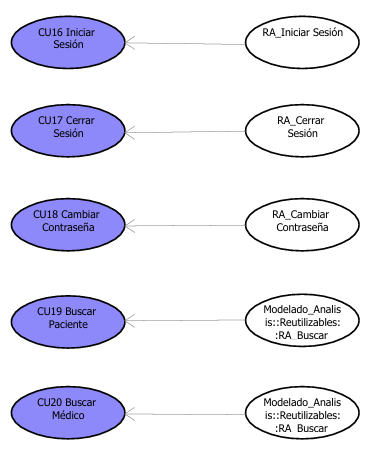 CU16 Iniciar
Sesión
RA_Iniciar Sesión
CU17 Cerrar
Sesión
RA_Cerrar
Sesión
CU18 Cambiar
Contraseña
RA_Cambiar
Contraseña
CU19 Buscar
Paciente
Modelado_Analis
is::Reutilizables:
:RA_Buscar
CU20 Buscar
Médico
Modelado_Analis
is::Reutilizables:
:RA_Buscar